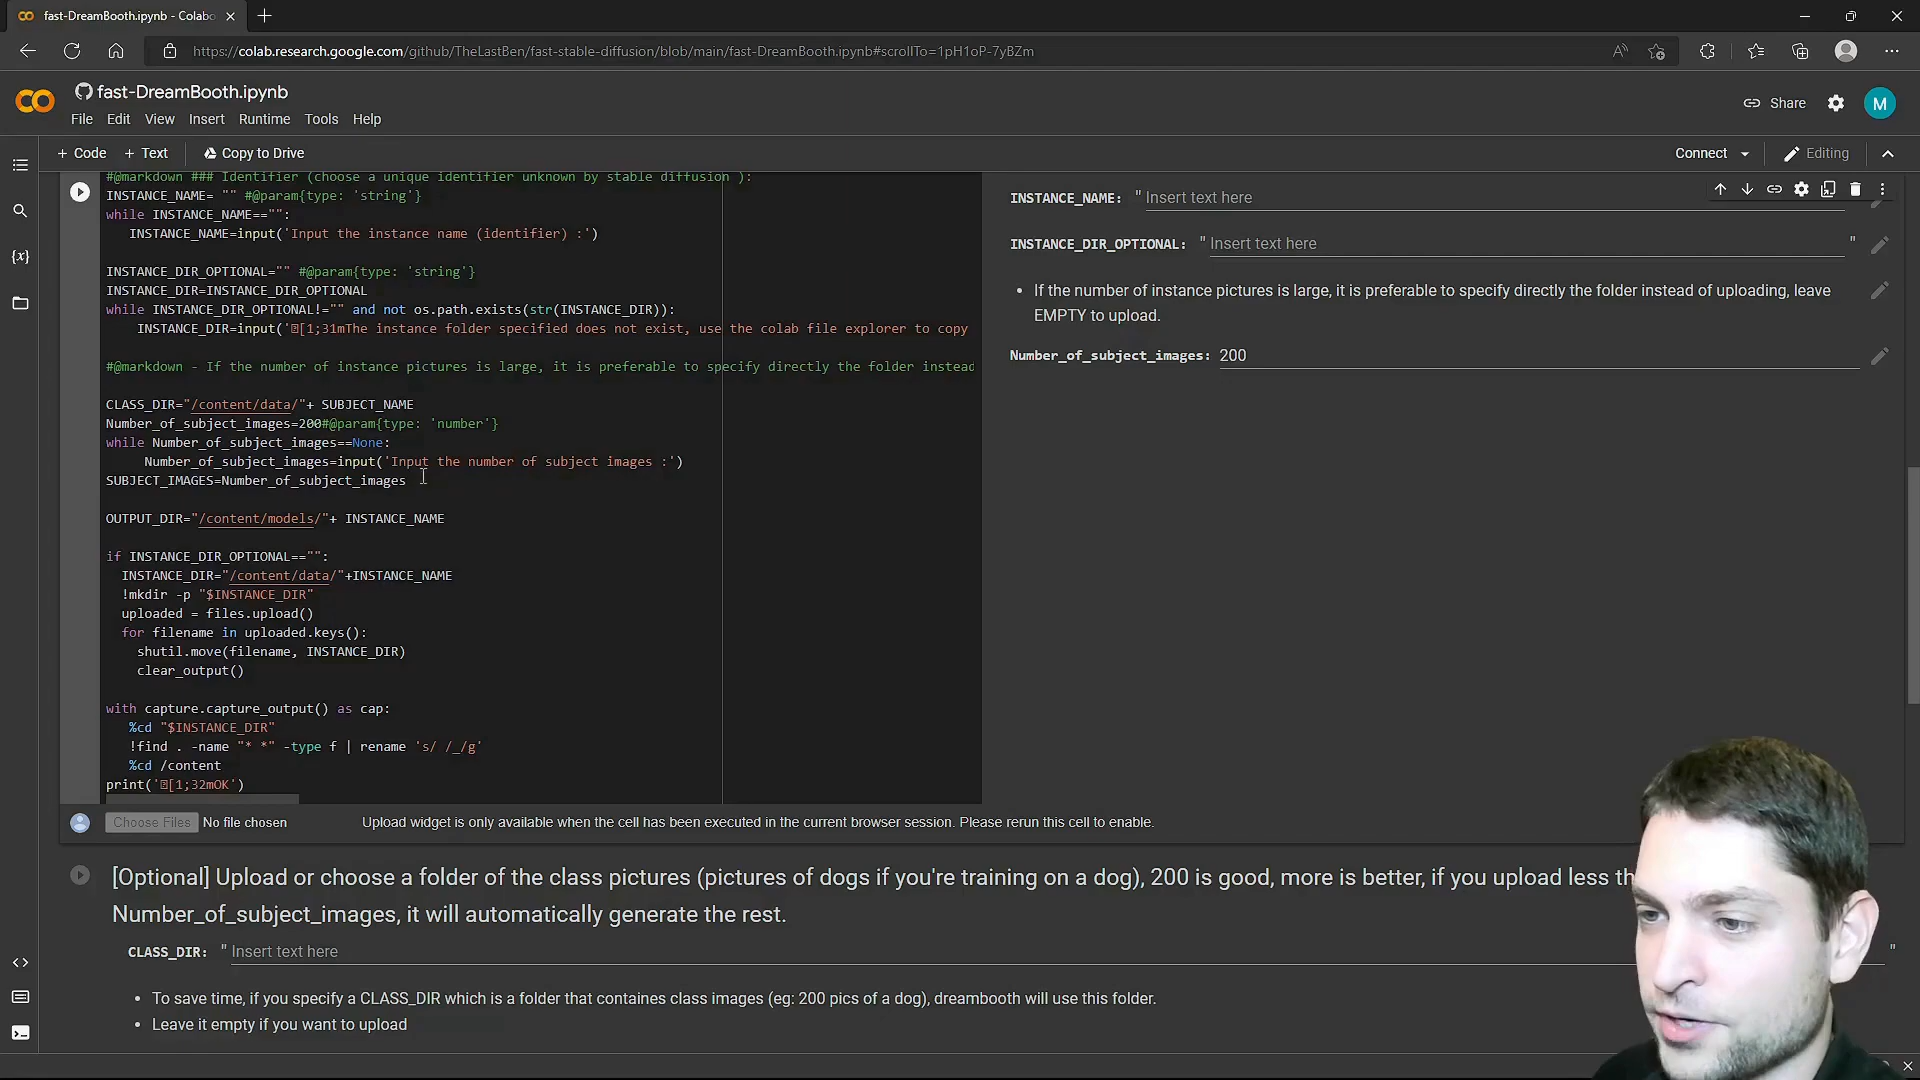 fast-DreamBooth.ipynb - Colabo
https://colab.research.google.com/github/TheLastBen/fast-stable-diffusion/blob/main/fast-DreamBooth.ipynb#scrollTo=1pH1oP-7yBZm
fast-DreamBooth.ipynb
Share
M
File Edit View Insert Runtime Tools Help
+ Code + Text Copy to Drive
Connect Editing
#@markdown ### Identifier (choose a unique identifier unknown by stable diffusion ):
INSTANCE_NAME= "" #@param{type: 'string'}
while INSTANCE_NAME=="":
INSTANCE_NAME=input('Input the instance name (identifier) :')
INSTANCE_DIR_OPTIONAL="" #@param{type: 'string'}
INSTANCE_DIR=INSTANCE_DIR_OPTIONAL
while INSTANCE_DIR_OPTIONAL!="" and not os.path.exists(str(INSTANCE_DIR)):
INSTANCE_DIR=input('[1;31mThe instance folder specified does not exist, use the colab file explorer to copy
#@markdown - If the number of instance pictures is large, it is preferable to specify directly the folder instead
CLASS_DIR="/content/data/"+ SUBJECT_NAME
Number_of_subject_images=200#@param{type: 'number'}
while Number_of_subject_images==None:
Number_of_subject_images=input('Input the number of subject images :')
SUBJECT_IMAGES=Number_of_subject_images
OUTPUT_DIR="/content/models/"+ INSTANCE_NAME
if INSTANCE_DIR_OPTIONAL=="":
INSTANCE_DIR="/content/data/"+INSTANCE_NAME
!mkdir -p "$INSTANCE_DIR"
uploaded = files.upload()
for filename in uploaded.keys():
shutil.move(filename, INSTANCE_DIR)
clear_output()
with capture.capture_output() as cap:
%cd "$INSTANCE_DIR"
!find . -name "* *" -type f | rename 's/ /_/g'
%cd /content
print('[1;32mOK')
INSTANCE_NAME: " Insert text here
INSTANCE_DIR_OPTIONAL: " Insert text here "
• If the number of instance pictures is large, it is preferable to specify directly the folder instead of uploading, leave
EMPTY to upload.
Number_of_subject_images: 200
Choose Files No file chosen Upload widget is only available when the cell has been executed in the current browser session. Please rerun this cell to enable.
[Optional] Upload or choose a folder of the class pictures (pictures of dogs if you're training on a dog), 200 is good, more is better, if you upload less th
Number_of_subject_images, it will automatically generate the rest.
CLASS_DIR: " Insert text here "
• To save time, if you specify a CLASS_DIR which is a folder that containes class images (eg: 200 pics of a dog), dreambooth will use this folder.
• Leave it empty if you want to upload